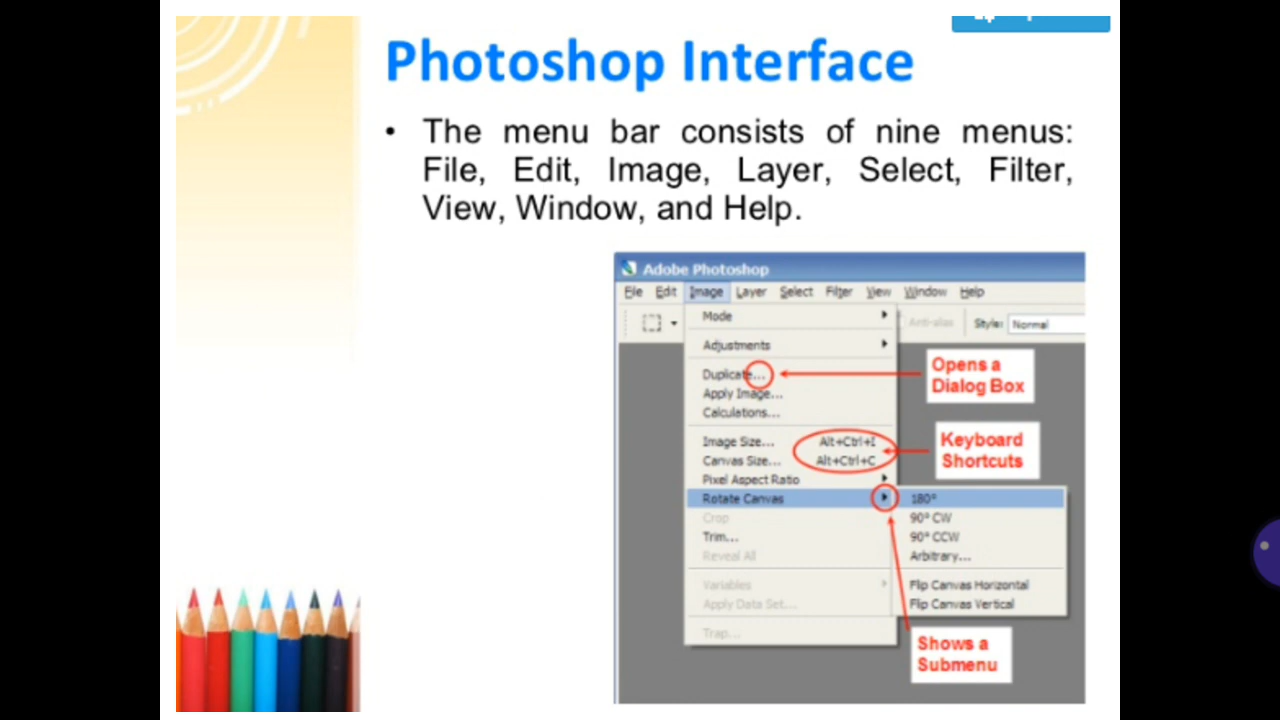 Photoshop Interface
• The menu bar consists of nine menus:
File, Edit, Image, Layer, Select, Filter,
View, Window, and Help.
Adobe Photoshop
File Edit Image Layer Select Filter View Window Help
Anti-alias Style: Normal
Mode
Adjustments
Duplicate...
Apply Image...
Calculations...
Image Size... Alt+Ctrl+I
Canvas Size... Alt+Ctrl+C
Pixel Aspect Ratio
Rotate Canvas
Crop
Trim...
Reveal All
Variables
Apply Data Set...
Trap...
180°
90° CW
90° CCW
Arbitrary...
Flip Canvas Horizontal
Flip Canvas Vertical
Opens a
Dialog Box
Keyboard
Shortcuts
Shows a
Submenu